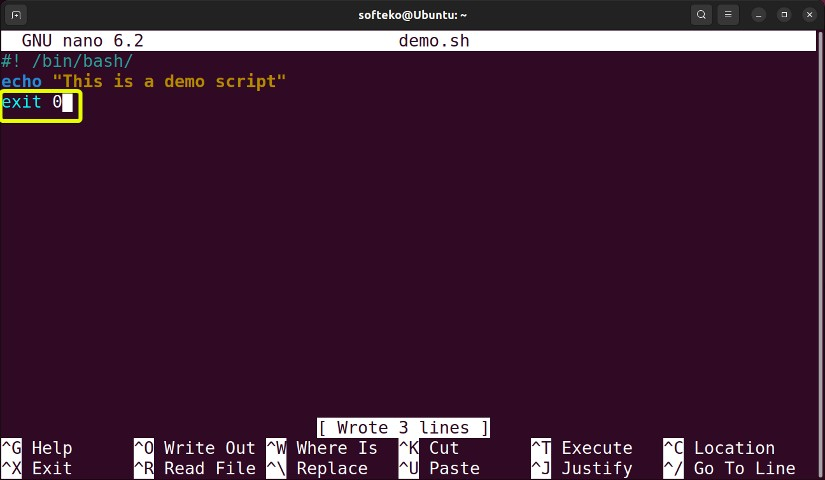 softeko@Ubuntu: ~
GNU nano 6.2 demo.sh
#! /bin/bash/
echo "This is a demo script"
exit 0
[ Wrote 3 lines ]
^G Help ^O Write Out ^W Where Is ^K Cut ^T Execute ^C Location
^X Exit ^R Read File ^\ Replace ^U Paste ^J Justify ^/ Go To Line